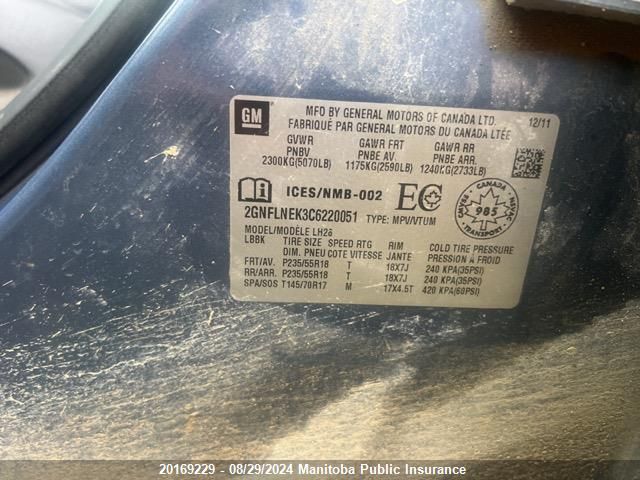 GM
MFD BY GENERAL MOTORS OF CANADA LTD.
12/11
FABRIQUÉ PAR GENERAL MOTORS DU CANADA LTÉE
GVWR GAWR FRT GAWR RR
PNBV PNBE AV. PNBE ARR.
2300KG(5070LB) 1175KG(2590LB) 1240KG(2733LB)
ICES/NMB-002 EC
CANADA
985
2GNFLNEK3C6220051 TYPE: MPV/VTUM
MODEL/MODÈLE LH26
LBBK TIRE SIZE SPEED RTG RIM COLD TIRE PRESSURE
DIM. PNEU COTE VITESSE JANTE PRESSION À FROID
FRT/AV. P235/55R18 T 18X7J 240 KPA(35PSI)
RR/ARR. P235/55R18 T 18X7J 240 KPA(35PSI)
SPA/SOS T145/70R17 M 17X4.5T 420 KPA(60PSI)
20169229 - 08/29/2024 Manitoba Public Insurance